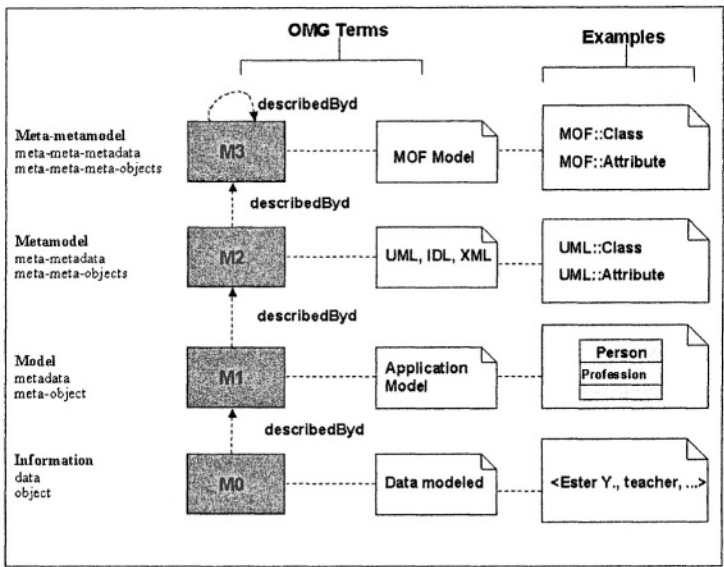 OMG Terms
Examples
describedByd
Meta-metamodel
meta-meta-metadata
meta-meta-meta-objects
M3
MOF Model
MOF::Class
MOF::Attribute
describedByd
Metamodel
meta-metadata
meta-meta-objects
M2
UML, IDL, XML
UML::Class
UML::Attribute
describedByd
Model
metadata
meta-object
M1
Application
Model
Person
Profession
describedByd
Information
data
object
M0
Data modeled
<Ester Y., teacher, ...>